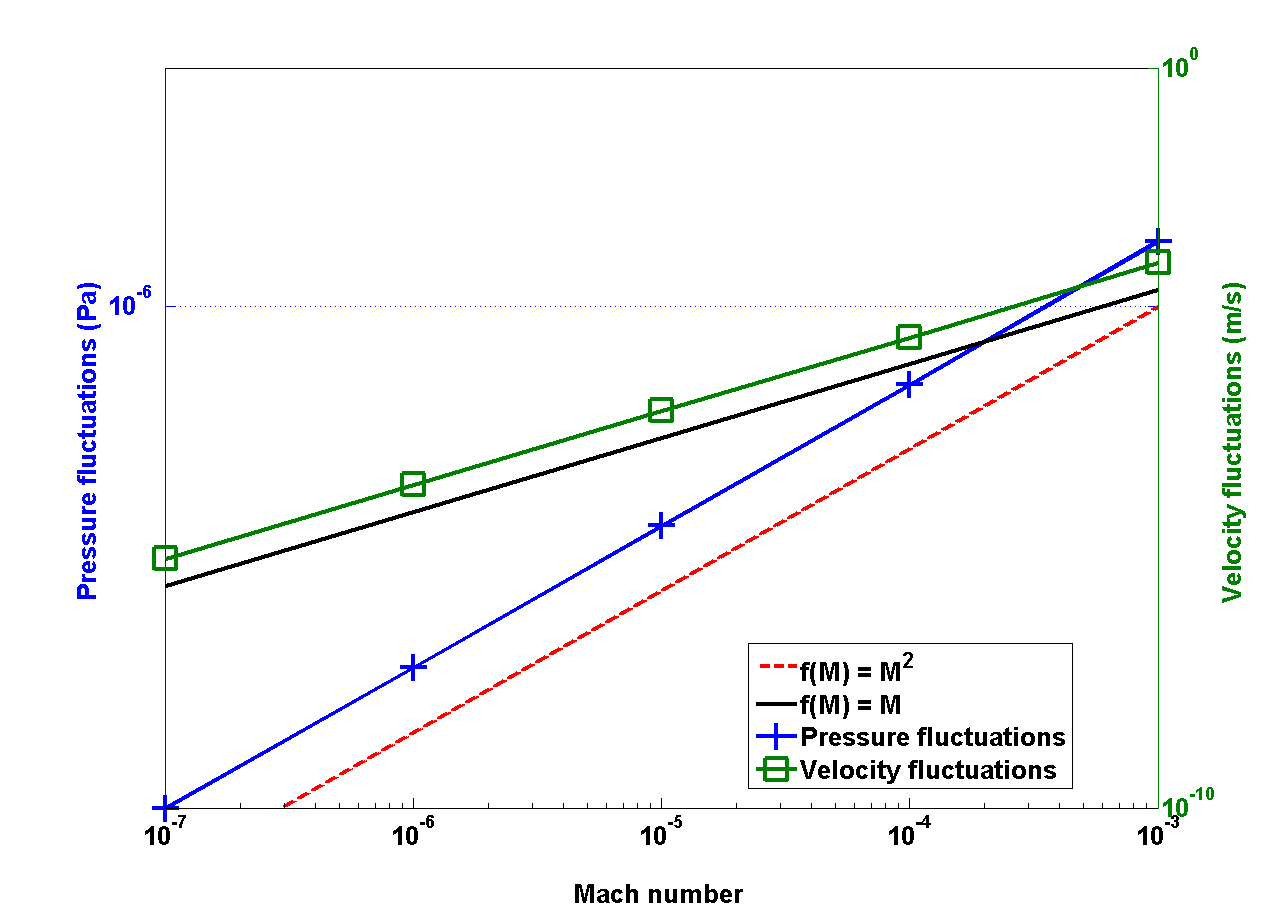 10^0
Pressure fluctuations (Pa)
10^-6
Velocity fluctuations (m/s)
f(M) = M^2
f(M) = M
Pressure fluctuations
Velocity fluctuations
10^-10
10^-7 10^-6 10^-5 10^-4 10^-3
Mach number